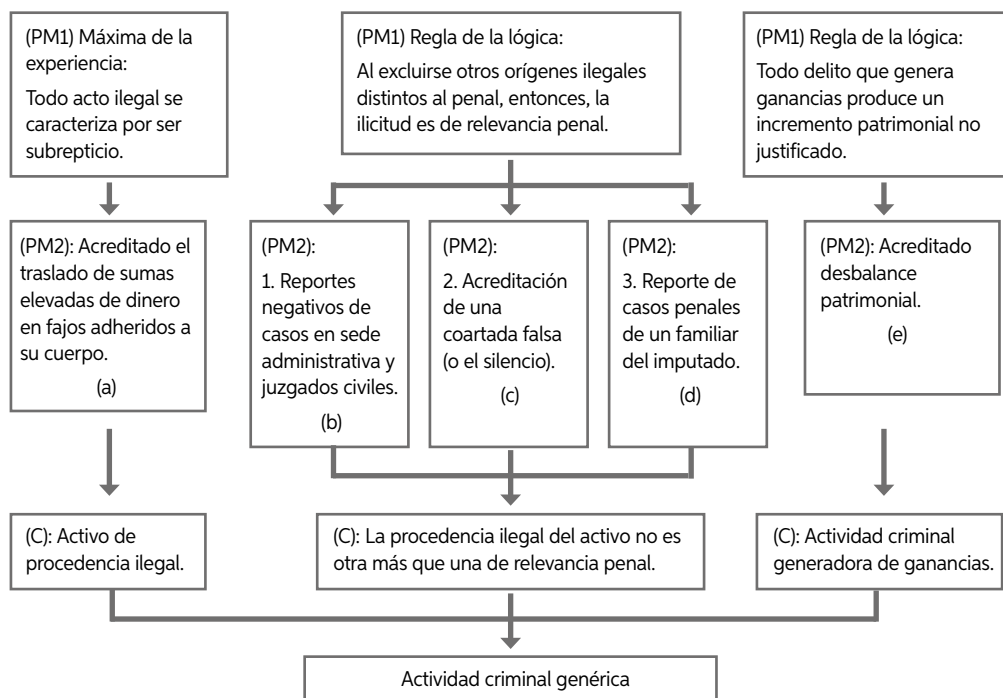 (PM1) Máxima de la
experiencia:
Todo acto ilegal se
caracteriza por ser
subrepticio.
(PM1) Regla de la lógica:
Al excluirse otros orígenes ilegales
distintos al penal, entonces, la
ilicitud es de relevancia penal.
(PM1) Regla de la lógica:
Todo delito que genera
ganancias produce un
incremento patrimonial no
justificado.
(PM2): Acreditado el
traslado de sumas
elevadas de dinero
en fajos adheridos a
su cuerpo.
(a)
(PM2):
1. Reportes
negativos de
casos en sede
administrativa y
juzgados civiles.
(b)
(PM2):
2. Acreditación
de una
coartada falsa
(o el silencio).
(c)
(PM2):
3. Reporte de
casos penales
de un familiar
del imputado.
(d)
(PM2): Acreditado
desbalance
patrimonial.
(e)
(C): Activo de
procedencia ilegal.
(C): La procedencia ilegal del activo no es
otra más que una de relevancia penal.
(C): Actividad criminal
generadora de ganancias.
Actividad criminal genérica